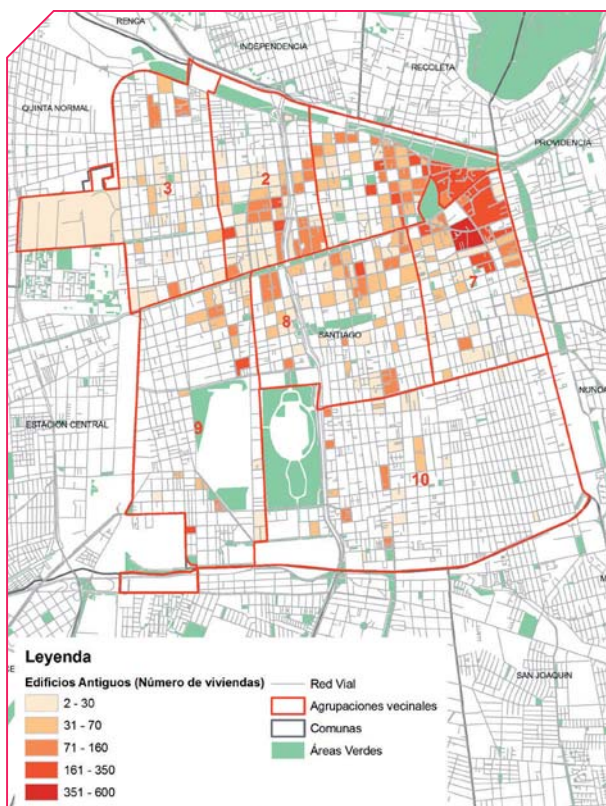 RENCA
INDEPENDENCIA
RECOLETA
QUINTA NORMAL
PROVIDENCIA
3
2
7
8
SANTIAGO
ESTACIÓN CENTRAL
9
10
SAN JOAQUIN
Leyenda
Edificios Antiguos (Número de viviendas)
2 - 30
31 - 70
71 - 160
161 - 350
351 - 600
Red Vial
Agrupaciones vecinales
Comunas
Áreas Verdes